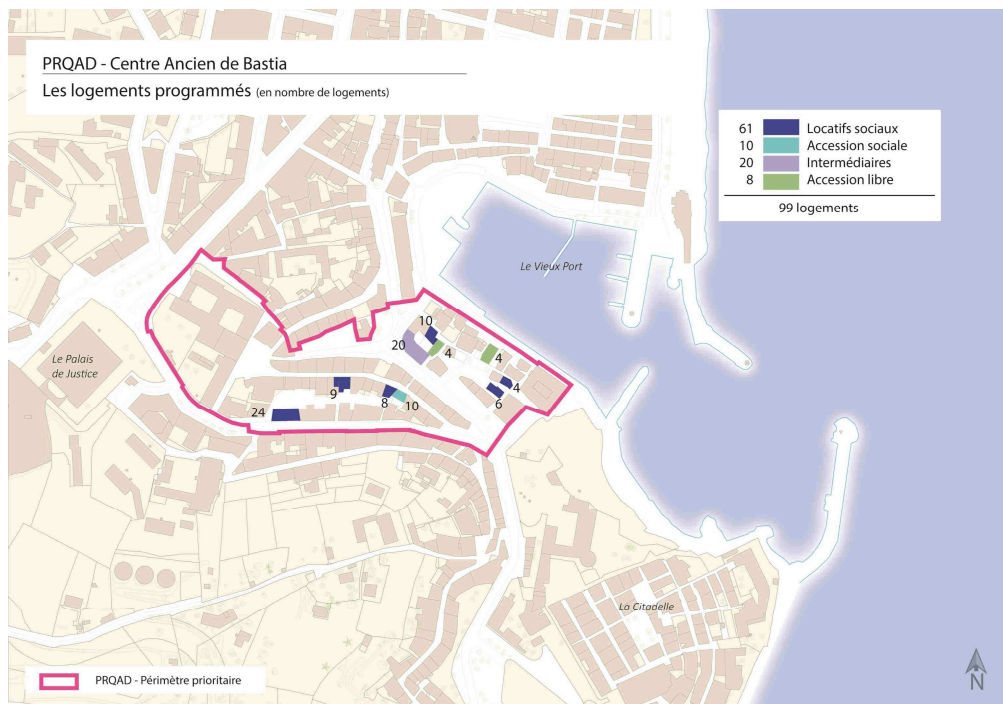 PRQAD - Centre Ancien de Bastia
Les logements programmés (en nombre de logements)
61 Locatifs sociaux
10 Accession sociale
20 Intermédiaires
8 Accession libre
99 logements
Le Vieux Port
Le Palais
de Justice
10
20
4
4
4
6
9
8
10
24
La Citadelle
PRQAD - Périmètre prioritaire
N